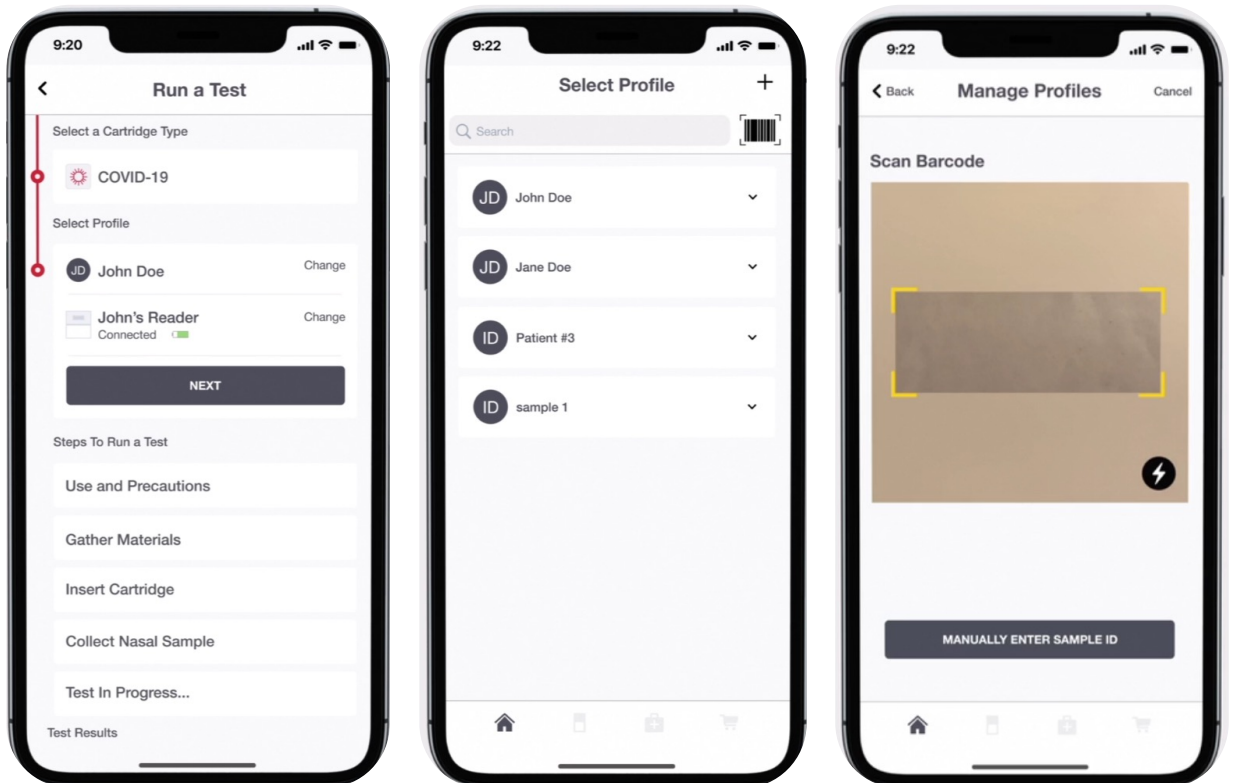 9:20
Run a Test
Select a Cartridge Type
COVID-19
Select Profile
JD John Doe Change
John's Reader Change
Connected
NEXT
Steps To Run a Test
Use and Precautions
Gather Materials
Insert Cartridge
Collect Nasal Sample
Test In Progress...
Test Results
9:22
Select Profile +
Search
JD John Doe
JD Jane Doe
ID Patient #3
ID sample 1
9:22
Back Manage Profiles Cancel
Scan Barcode
MANUALLY ENTER SAMPLE ID